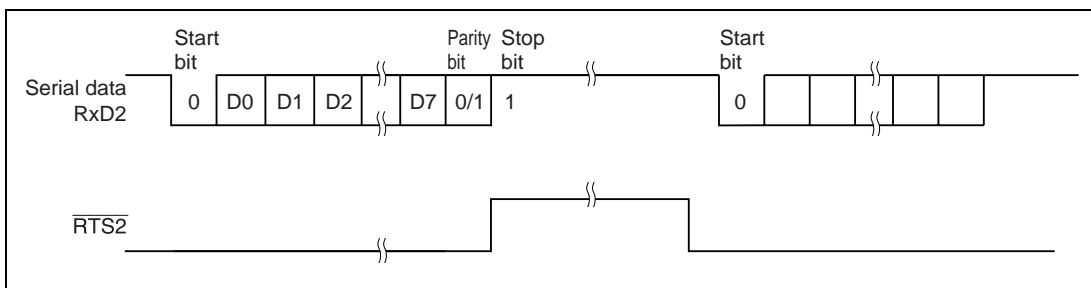 Start
bit
Parity
bit
Stop
bit
Start
bit
Serial data
RxD2
0 D0 D1 D2 D7 0/1 1 0
RTS2